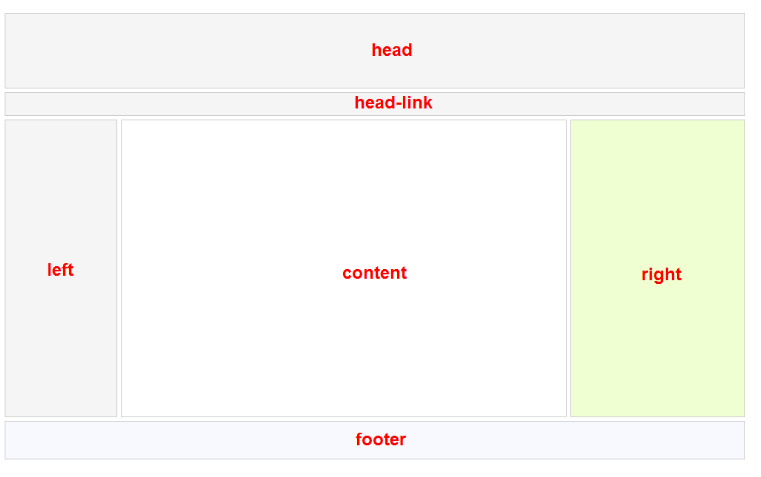 head
head-link
left
content
right
footer